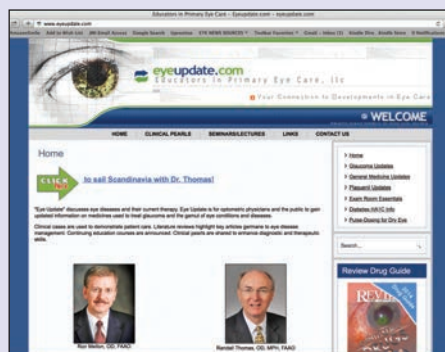 Educators in Primary Eye Care – Eyeupdate.com – eyeupdate.com
www.eyeupdate.com
eyeupdate.com
Educators in Primary Eye Care, llc
Your Connection to Developments in Eye Care
WELCOME
HOME CLINICAL PEARLS SEMINARS/LECTURES LINKS CONTACT US
Home
CLICK
to sail Scandinavia with Dr. Thomas!
"Eye Update" discusses eye diseases and their current therapy. Eye Update is for optometric physicians and the public to gain
updated information on medicines used to treat glaucoma and the gamut of eye conditions and diseases.
Clinical cases are used to demonstrate patient care. Literature reviews highlight key articles germane to eye disease
management. Continuing education courses are announced. Clinical pearls are shared to enhance diagnostic and therapeutic
skills.
Ron Melton, OD, FAAO
Randall Thomas, OD, MPH, FAAO
Home
Glaucoma Updates
General Medicine Updates
Plaquenil Updates
Exam Room Essentials
Diabetes/HA1C Info
Pulse-Dosing for Dry Eye
Search...
Review Drug Guide
REVIEW